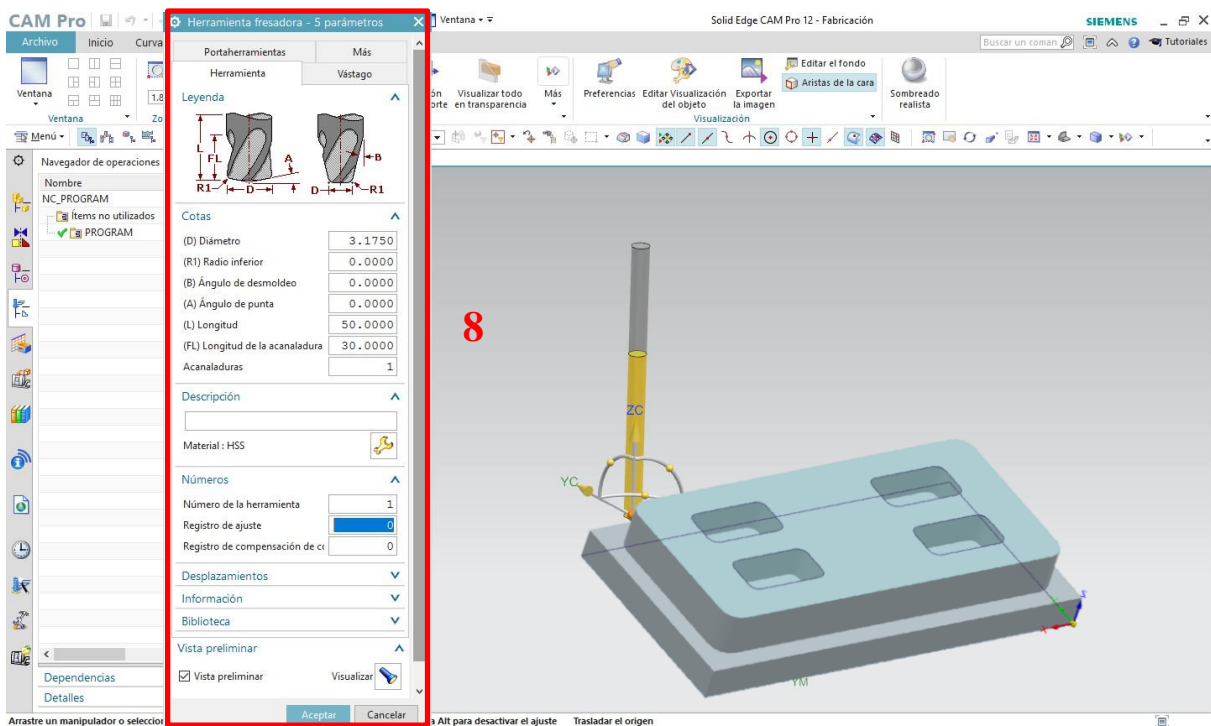 CAM Pro
Ventana
Solid Edge CAM Pro 12 - Fabricación
SIEMENS
Archivo
Inicio
Curva
Buscar un coman
Tutoriales
Ventana
1.8
Ventana
Zo
Visualizar todo
en transparencia
Más
Preferencias
Editar Visualización
del objeto
Exportar
la imagen
Editar el fondo
Aristas de la cara
Sombreado
realista
Visualización
Menú
Navegador de operaciones
Nombre
NC_PROGRAM
Ítems no utilizados
PROGRAM
Dependencias
Detalles
Herramienta fresadora - 5 parámetros
Portaherramientas
Más
Herramienta
Vástago
Leyenda
L
FL
A
B
R1
D
D
R1
Cotas
(D) Diámetro 3.1750
(R1) Radio inferior 0.0000
(B) Ángulo de desmoldeo 0.0000
(A) Ángulo de punta 0.0000
(L) Longitud 50.0000
(FL) Longitud de la acanaladura 30.0000
Acanaladuras 1
Descripción
Material : HSS
Números
Número de la herramienta 1
Registro de ajuste 0
Registro de compensación de 0
Desplazamientos
Información
Biblioteca
Vista preliminar
Vista preliminar
Visualizar
Aceptar
Cancelar
8
ZC
YC
X
Z
YM
Arrastre un manipulador o seleccion
a Alt para desactivar el ajuste
Trasladar el origen